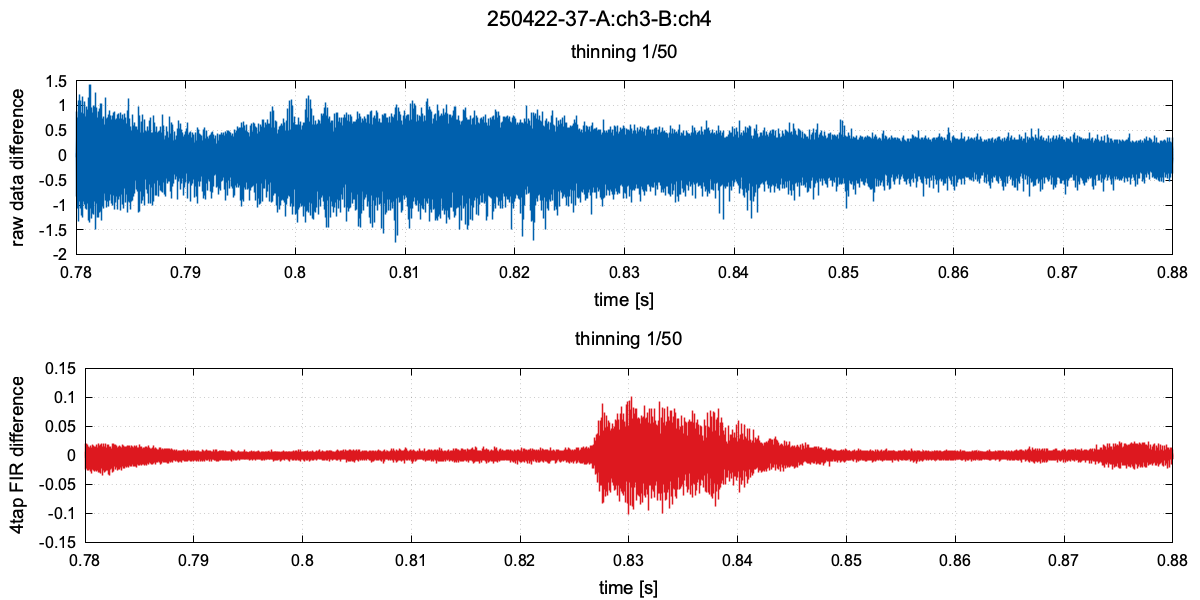 250422-37-A:ch3-B:ch4
thinning 1/50
raw data difference
1.5
1
0.5
0
-0.5
-1
-1.5
-2
0.78 0.79 0.8 0.81 0.82 0.83 0.84 0.85 0.86 0.87 0.88
time [s]
thinning 1/50
4tap FIR difference
0.15
0.1
0.05
0
-0.05
-0.1
-0.15
0.78 0.79 0.8 0.81 0.82 0.83 0.84 0.85 0.86 0.87 0.88
time [s]